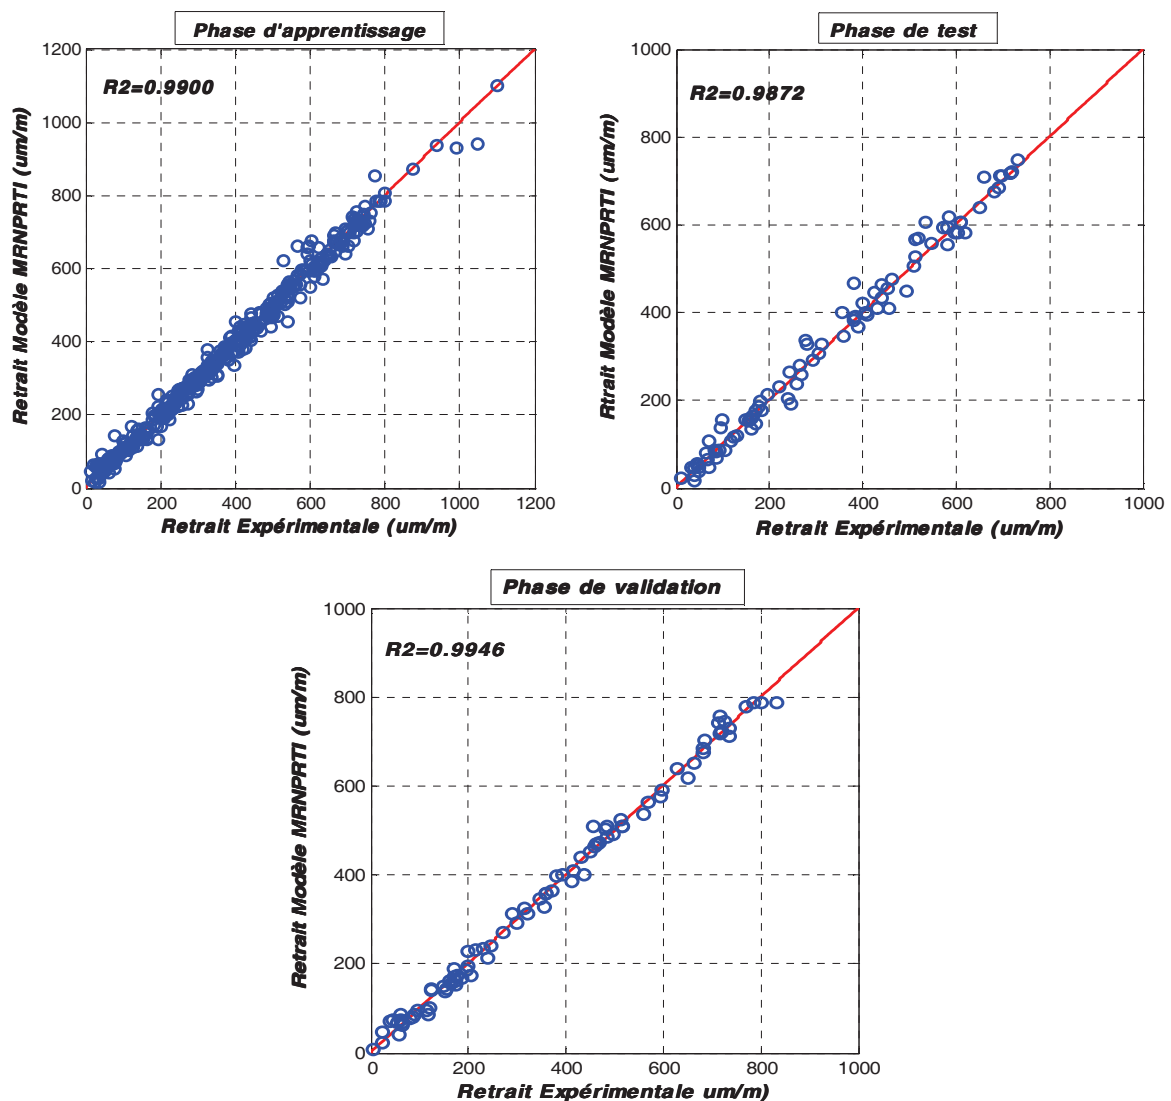 Phase d'apprentissage
R2=0.9900
Retrait Modèle MRNPRTI (um/m)
1200
1000
800
600
400
200
0
0 200 400 600 800 1000 1200
Retrait Expérimentale (um/m)
Phase de test
R2=0.9872
Rtrait Modèle MRNPRTI (um/m)
1000
800
600
400
200
0
0 200 400 600 800 1000
Retrait Expérimentale (um/m)
Phase de validation
R2=0.9946
Retrait Modèle MRNPRTI (um/m)
1000
800
600
400
200
0
0 200 400 600 800 1000
Retrait Expérimentale um/m)